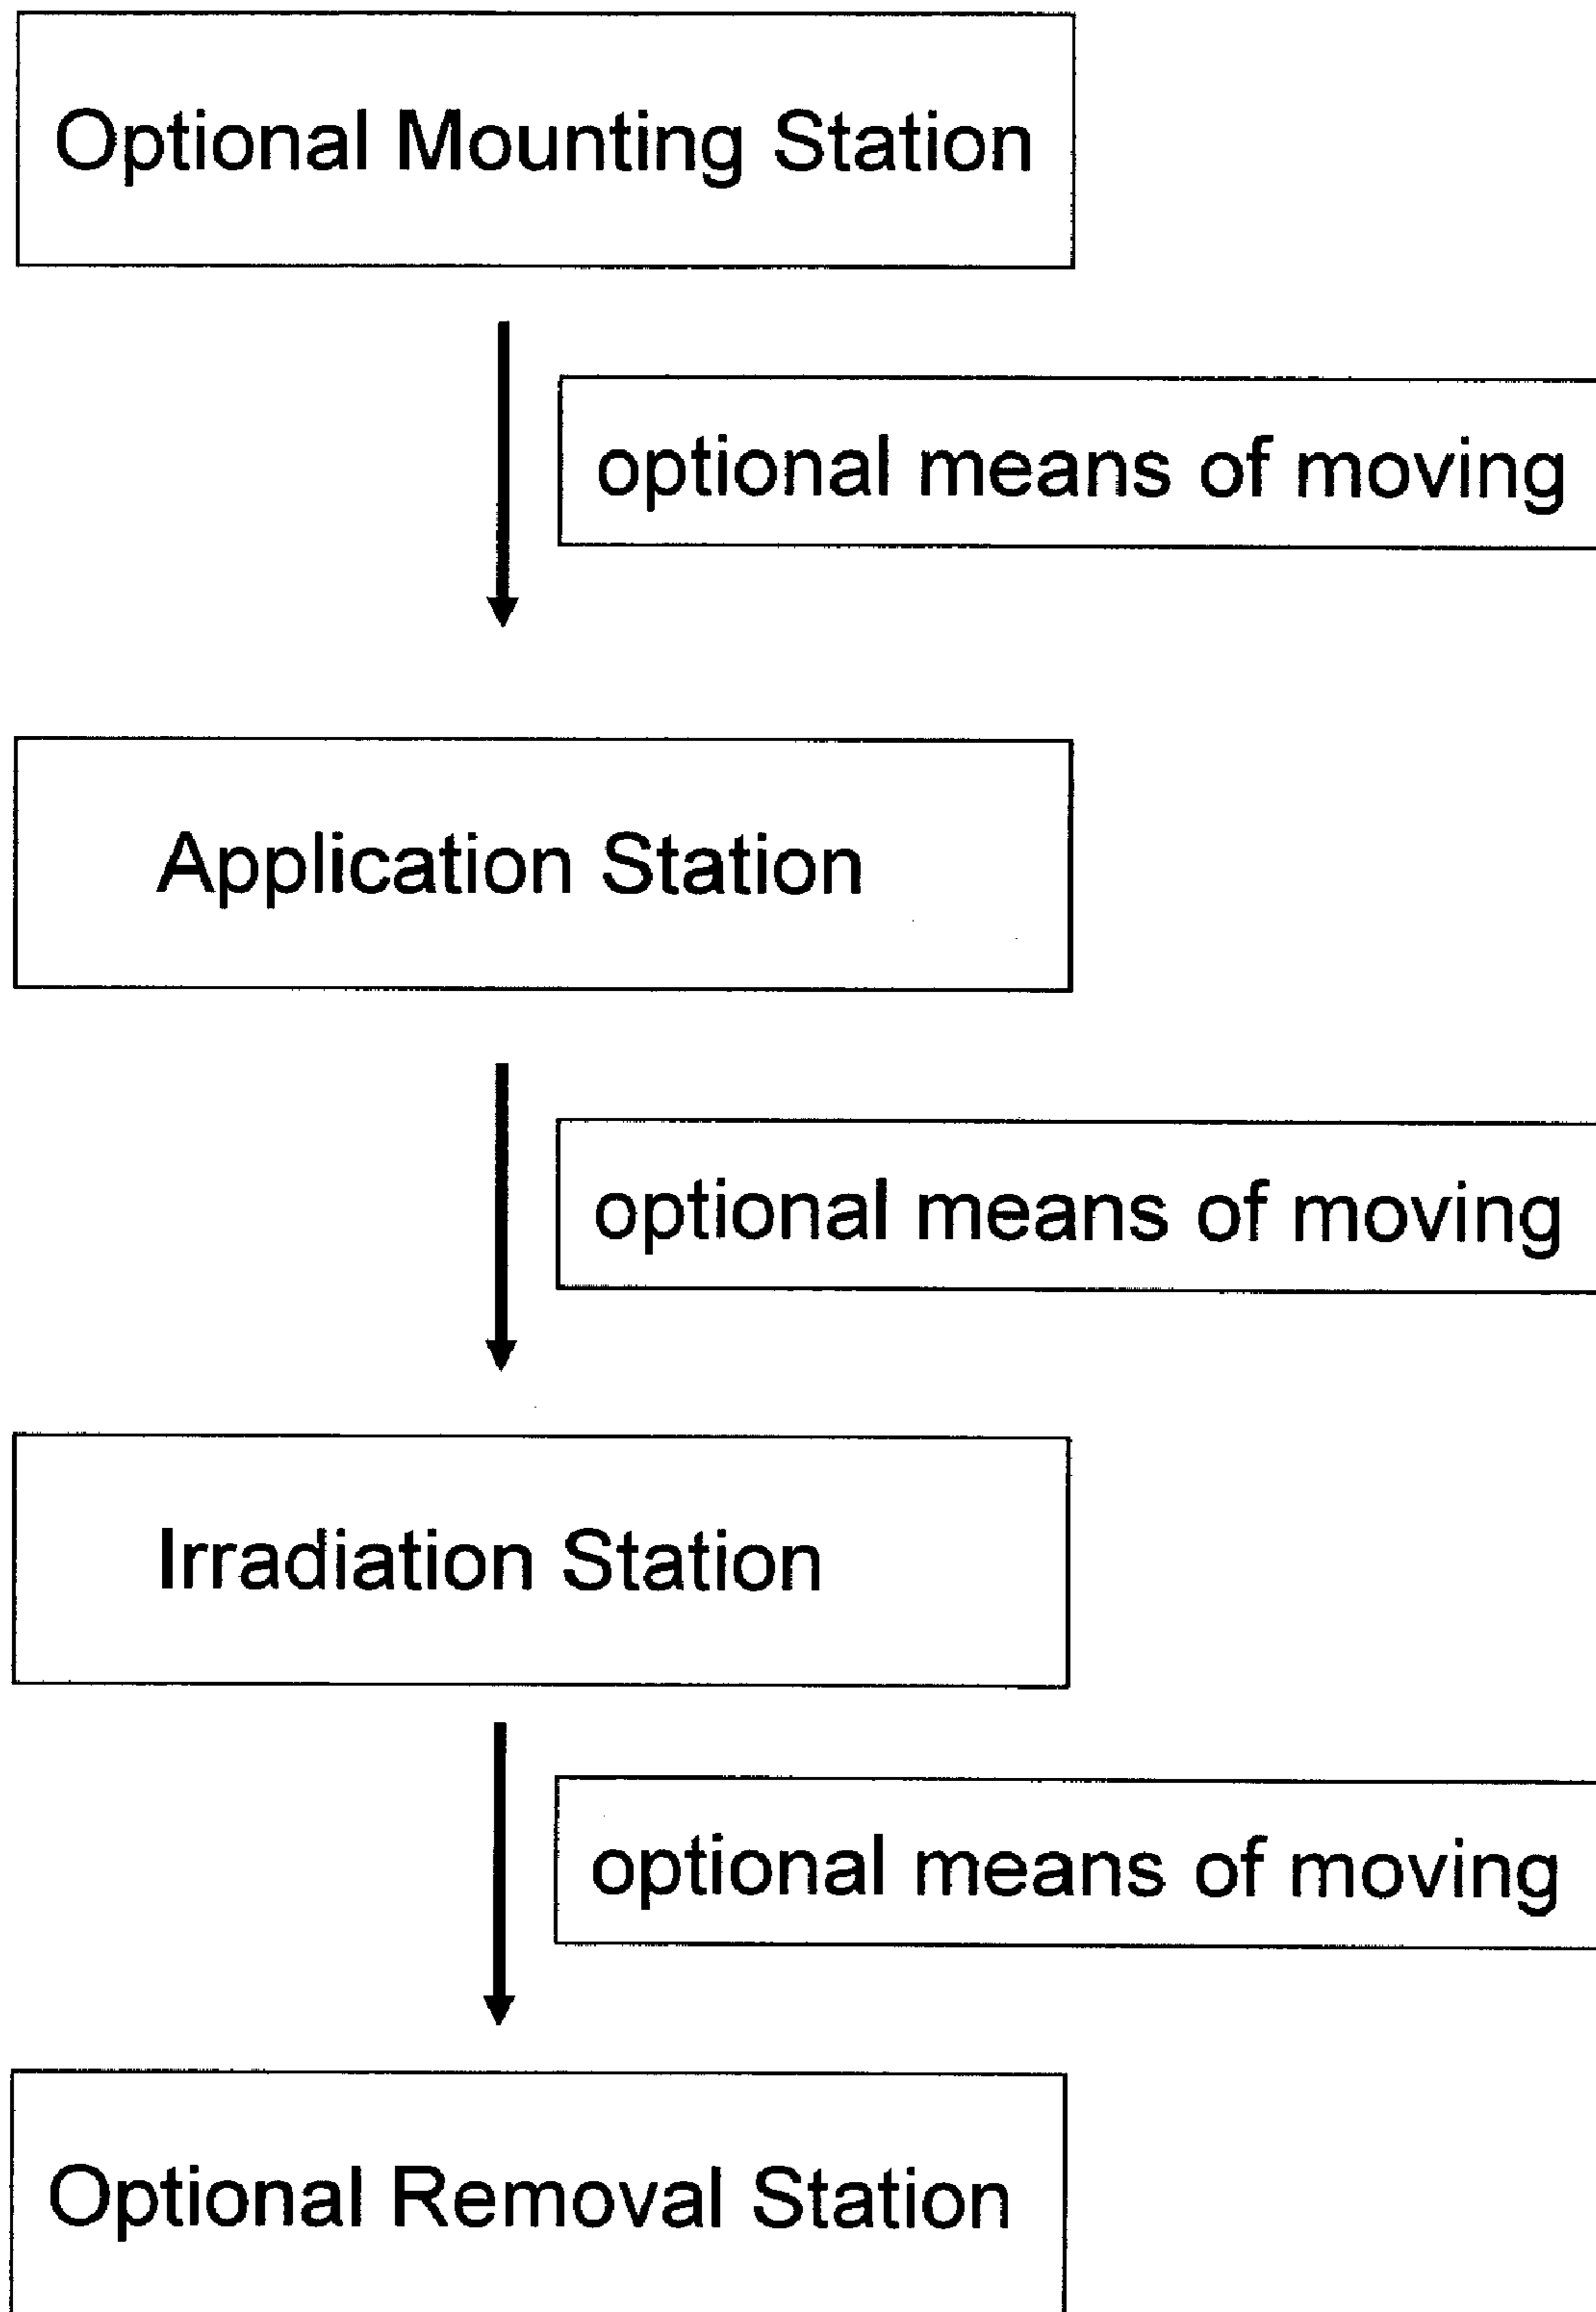 Optional Mounting Station
optional means of moving
Application Station
optional means of moving
Irradiation Station
optional means of moving
Optional Removal Station